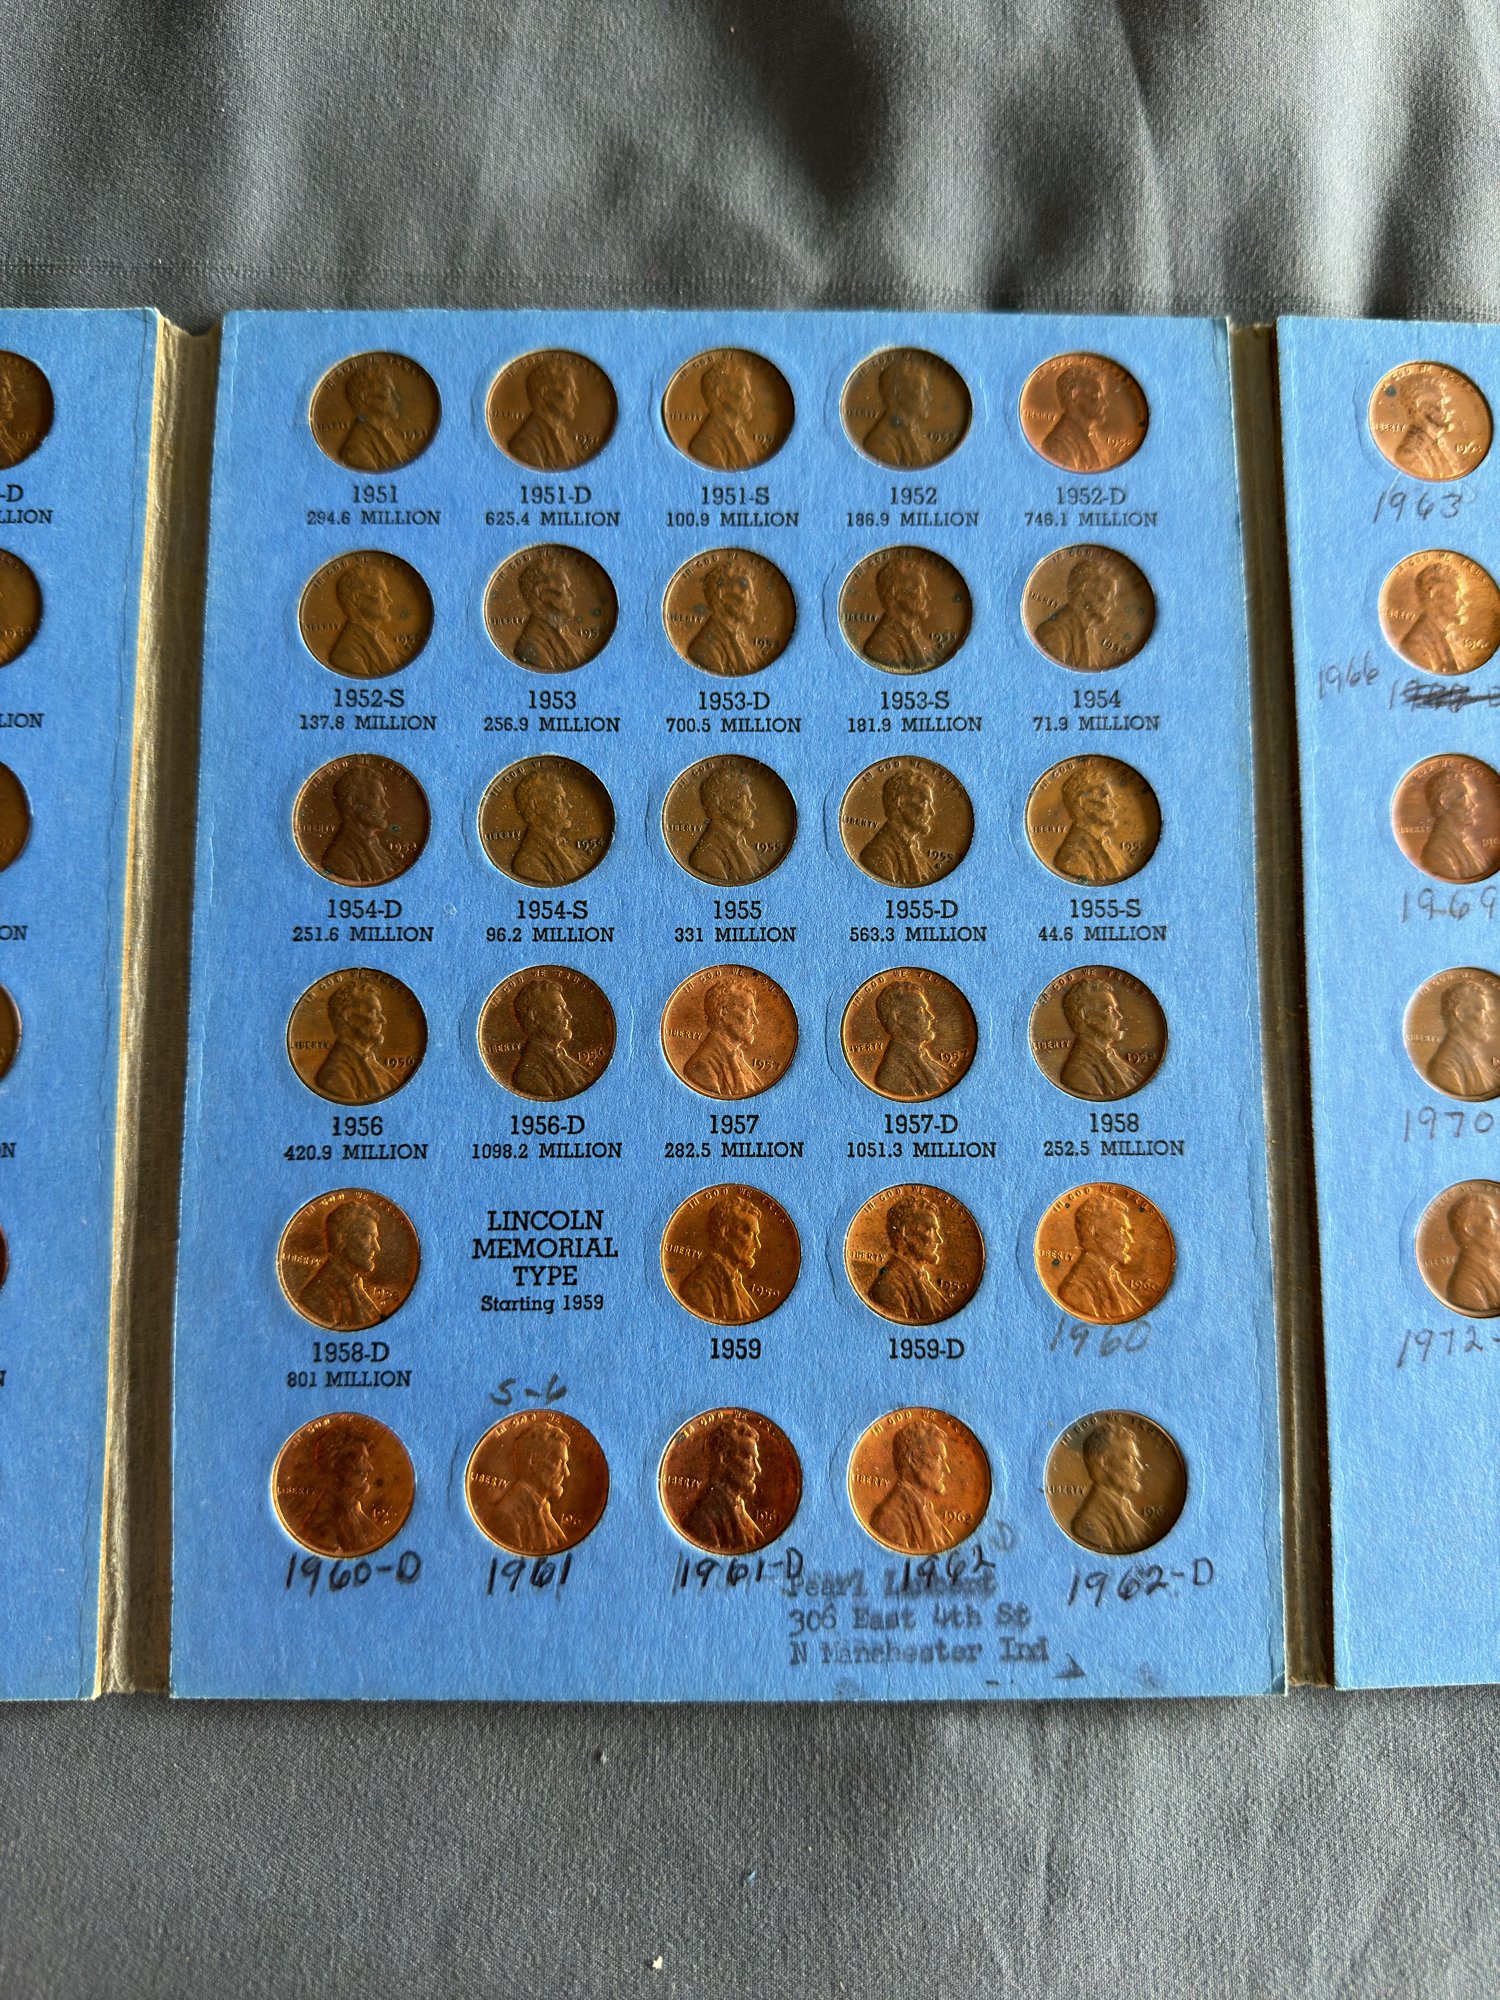 1951 1951-D 1951-S 1952 1952-D
294.6 MILLION 625.4 MILLION 100.9 MILLION 186.9 MILLION 746.1 MILLION
1952-S 1953 1953-D 1953-S 1954
137.8 MILLION 256.9 MILLION 700.5 MILLION 181.9 MILLION 71.9 MILLION
1954-D 1954-S 1955 1955-D 1955-S
251.6 MILLION 96.2 MILLION 331 MILLION 563.3 MILLION 44.6 MILLION
1956 1956-D 1957 1957-D 1958
420.9 MILLION 1098.2 MILLION 282.5 MILLION 1051.3 MILLION 252.5 MILLION
LINCOLN
MEMORIAL
TYPE
Starting 1959
1958-D 1959 1959-D 1960
801 MILLION
5-6
1960-D 1961 1961-D 1962 D 1962-D
Pearl
306 East 4th St
N Manchester Ind
-D
LLION
LION
ON
N
1963
1966
1969
1970
1972-